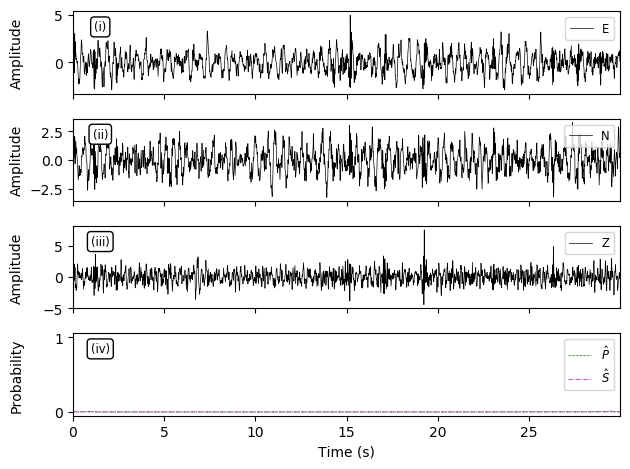 Amplitude
5
0
(i)
E
Amplitude
2.5
0.0
−2.5
(ii)
N
Amplitude
5
0
−5
(iii)
Z
Probability
1
0
(iv)
P̂
Ŝ
0 5 10 15 20 25
Time (s)